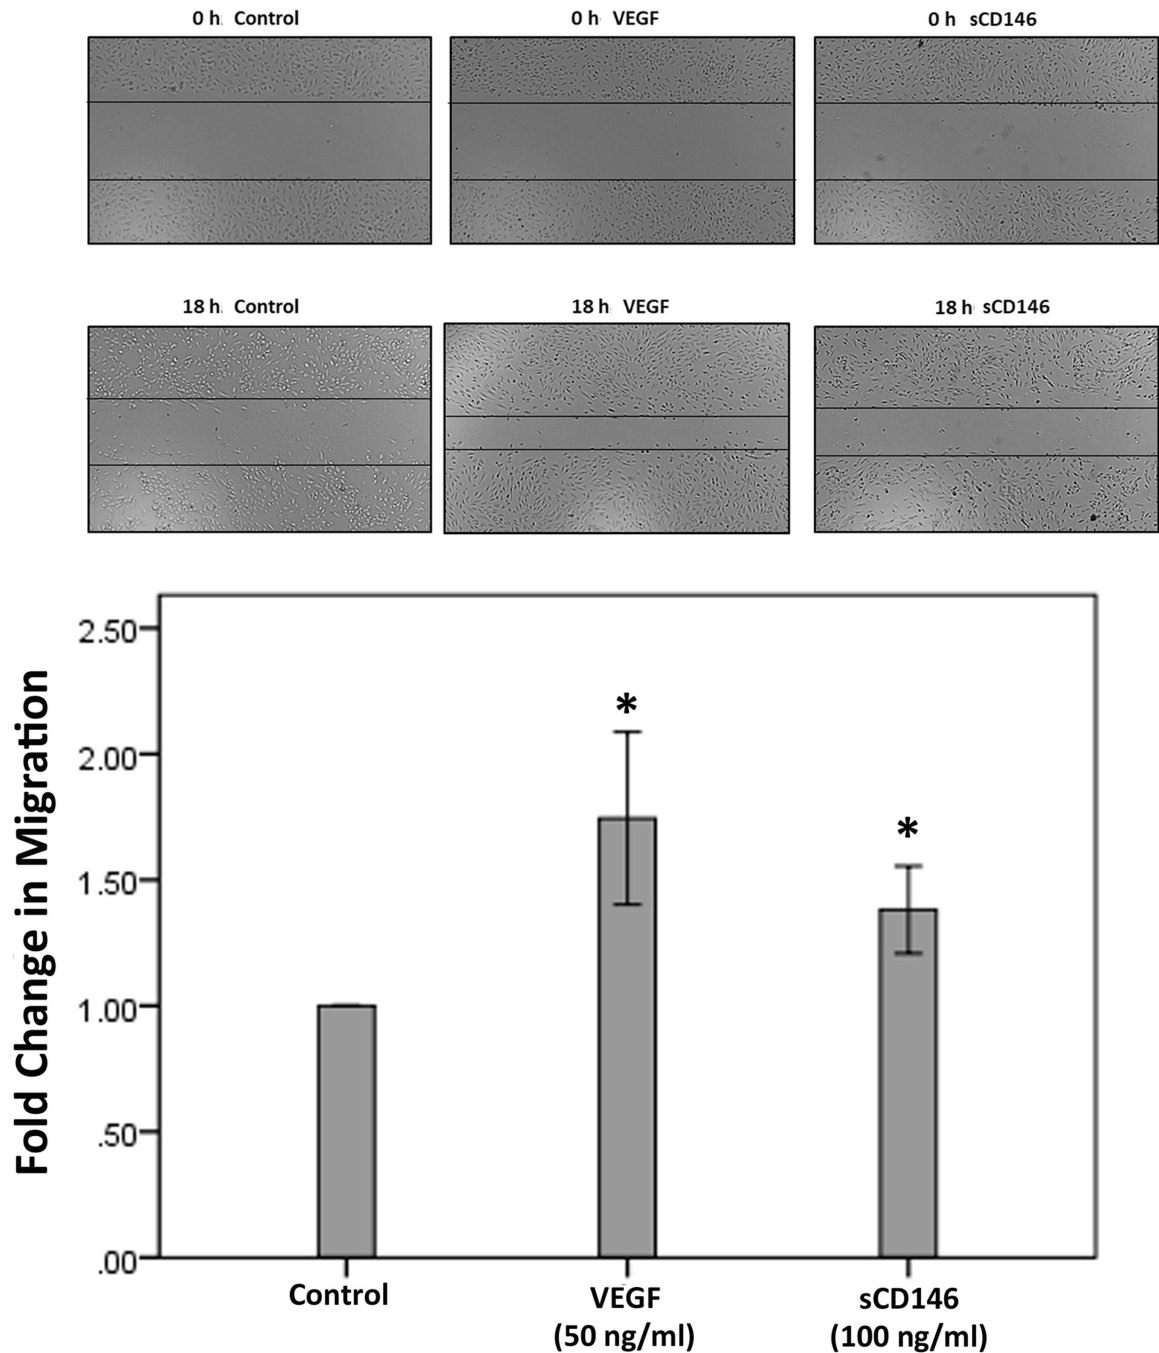 0 h Control
0 h VEGF
0 h sCD146
18 h Control
18 h VEGF
18 h sCD146
Fold Change in Migration
2.50
2.00
1.50
1.00
.50
.00
*
*
Control
VEGF
(50 ng/ml)
sCD146
(100 ng/ml)